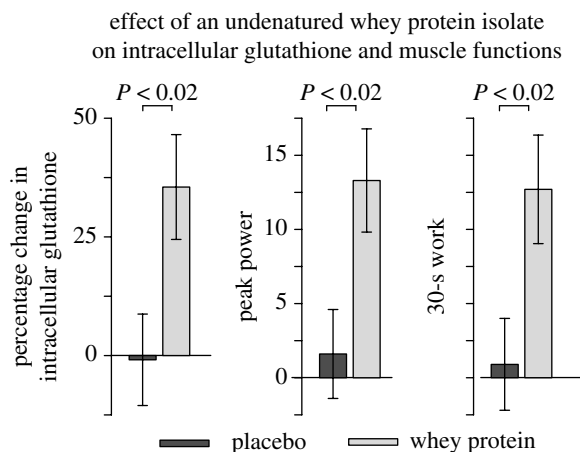 effect of an undenatured whey protein isolate
on intracellular glutathione and muscle functions
P < 0.02
P < 0.02
P < 0.02
percentage change in
intracellular glutathione
50
25
0
peak power
15
10
5
0
30-s work
placebo
whey protein